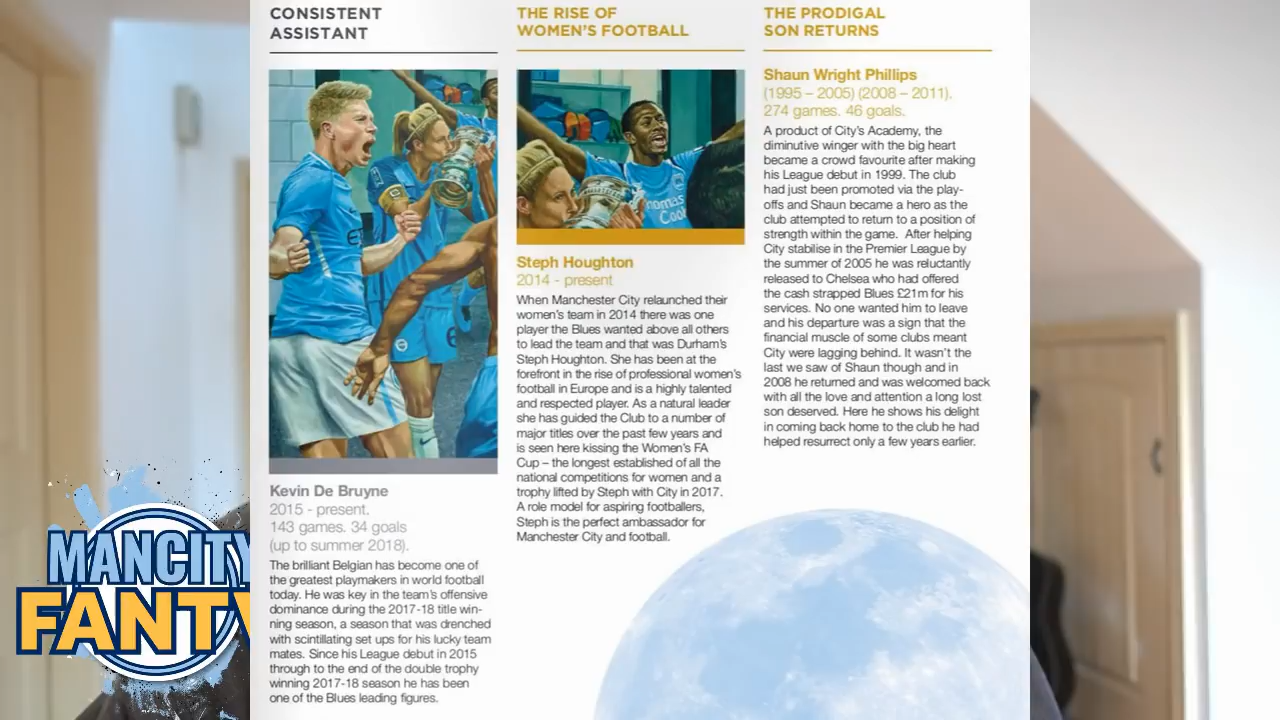 CONSISTENT
ASSISTANT
Kevin De Bruyne
2015 - present.
143 games. 34 goals
(up to summer 2018).
The brilliant Belgian has become one of
the greatest playmakers in world football
today. He was key in the team's offensive
dominance during the 2017-18 title win-
ning season, a season that was drenched
with scintillating set ups for his lucky team
mates. Since his League debut in 2015
through to the end of the double trophy
winning 2017-18 season he has been
one of the Blues leading figures.
THE RISE OF
WOMEN'S FOOTBALL
Steph Houghton
2014 - present
When Manchester City relaunched their
women's team in 2014 there was one
player the Blues wanted above all others
to lead the team and that was Durham's
Steph Houghton. She has been at the
forefront in the rise of professional women's
football in Europe and is a highly talented
and respected player. As a natural leader
she has guided the Club to a number of
major titles over the past few years and
is seen here kissing the Women's FA
Cup – the longest established of all the
national competitions for women and a
trophy lifted by Steph with City in 2017.
A role model for aspiring footballers,
Steph is the perfect ambassador for
Manchester City and football.
THE PRODIGAL
SON RETURNS
Shaun Wright Phillips
(1995 – 2005) (2008 – 2011).
274 games. 46 goals.
A product of City's Academy, the
diminutive winger with the big heart
became a crowd favourite after making
his League debut in 1999. The club
had just been promoted via the play-
offs and Shaun became a hero as the
club attempted to return to a position of
strength within the game. After helping
City stabilise in the Premier League by
the summer of 2005 he was reluctantly
released to Chelsea who had offered
the cash strapped Blues £21m for his
services. No one wanted him to leave
and his departure was a sign that the
financial muscle of some clubs meant
City were lagging behind. It wasn't the
last we saw of Shaun though and in
2008 he returned and was welcomed back
with all the love and attention a long lost
son deserved. Here he shows his delight
in coming back home to the club he had
helped resurrect only a few years earlier.
MANCITY
FANTV